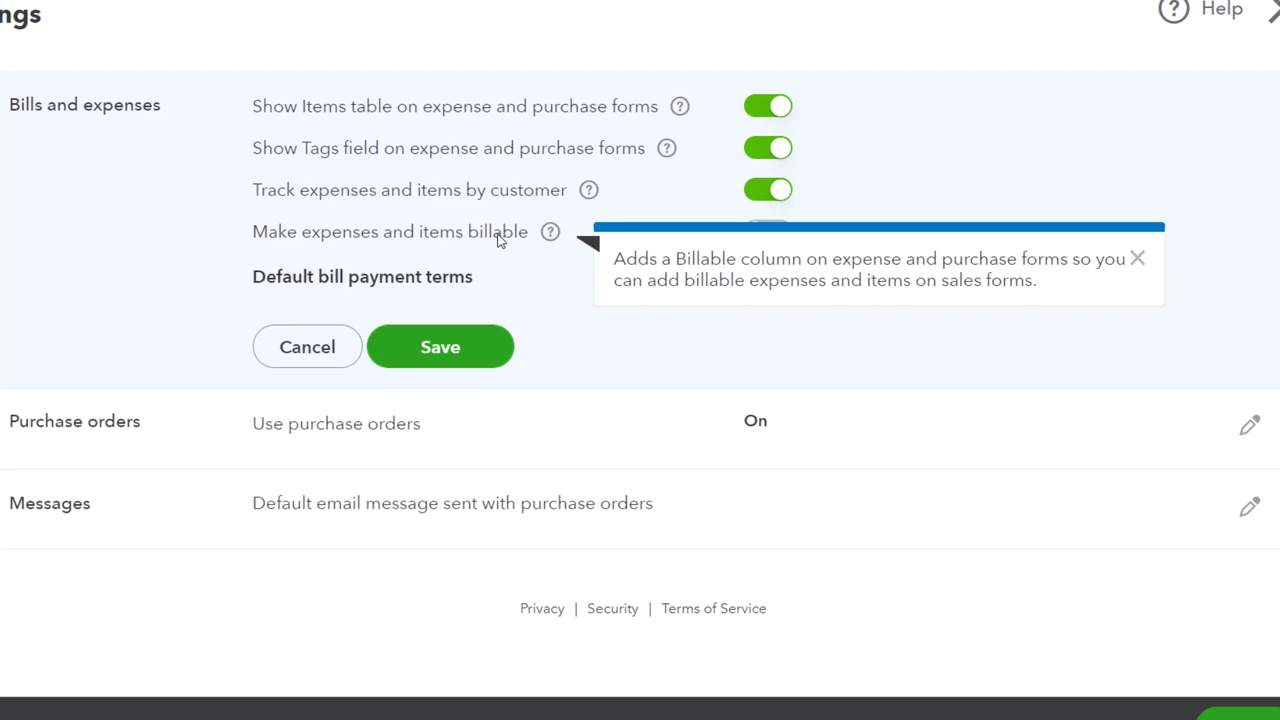 ngs
Help
Bills and expenses
Show Items table on expense and purchase forms ?
Show Tags field on expense and purchase forms ?
Track expenses and items by customer ?
Make expenses and items billable ?
Adds a Billable column on expense and purchase forms so you
can add billable expenses and items on sales forms.
Default bill payment terms
Cancel
Save
Purchase orders
Use purchase orders
On
Messages
Default email message sent with purchase orders
Privacy | Security | Terms of Service